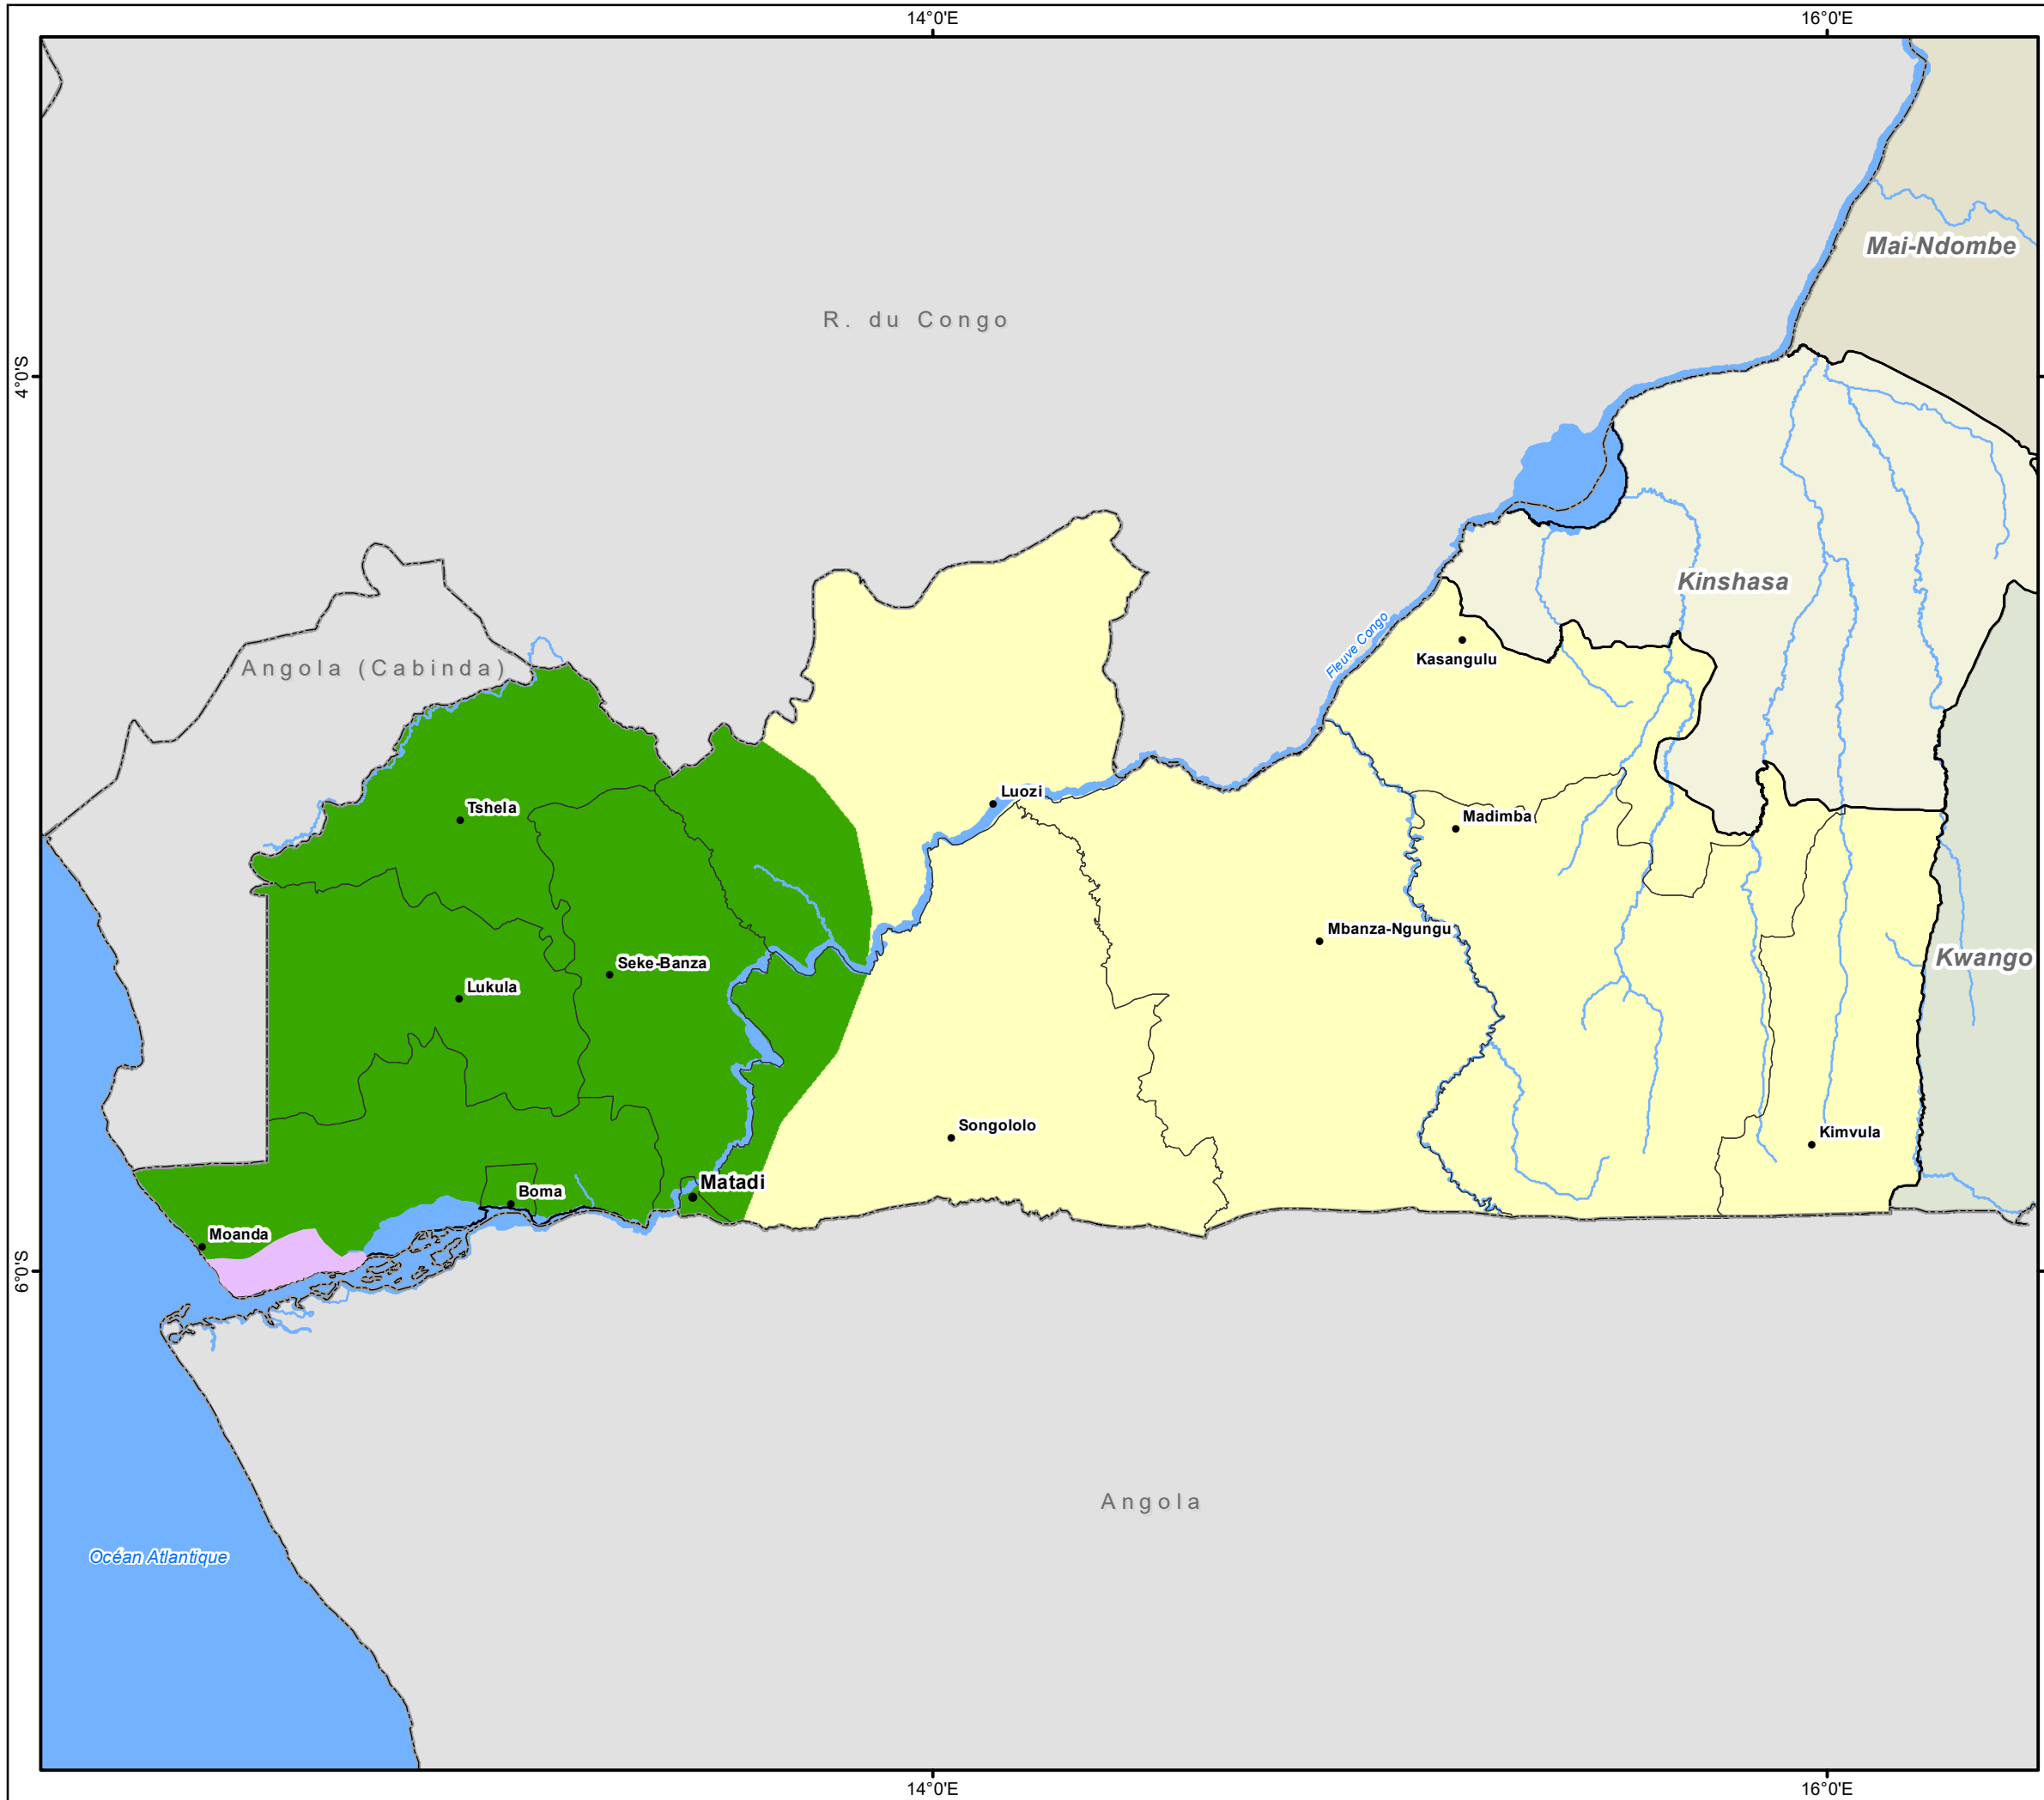 14°0'E
16°0'E
Mai-Ndombe
R. du Congo
4°0'S
4°0'S
Kinshasa
Fleuve Congo
Kasangulu
Angola (Cabinda)
Luozi
Tshela
Madimba
Mbanza-Ngungu
Seke-Banza
Kwango
Lukula
Songololo
Kimvula
Matadi
Boma
Moanda
6°0'S
Angola
Océan Atlantique
14°0'E
16°0'E